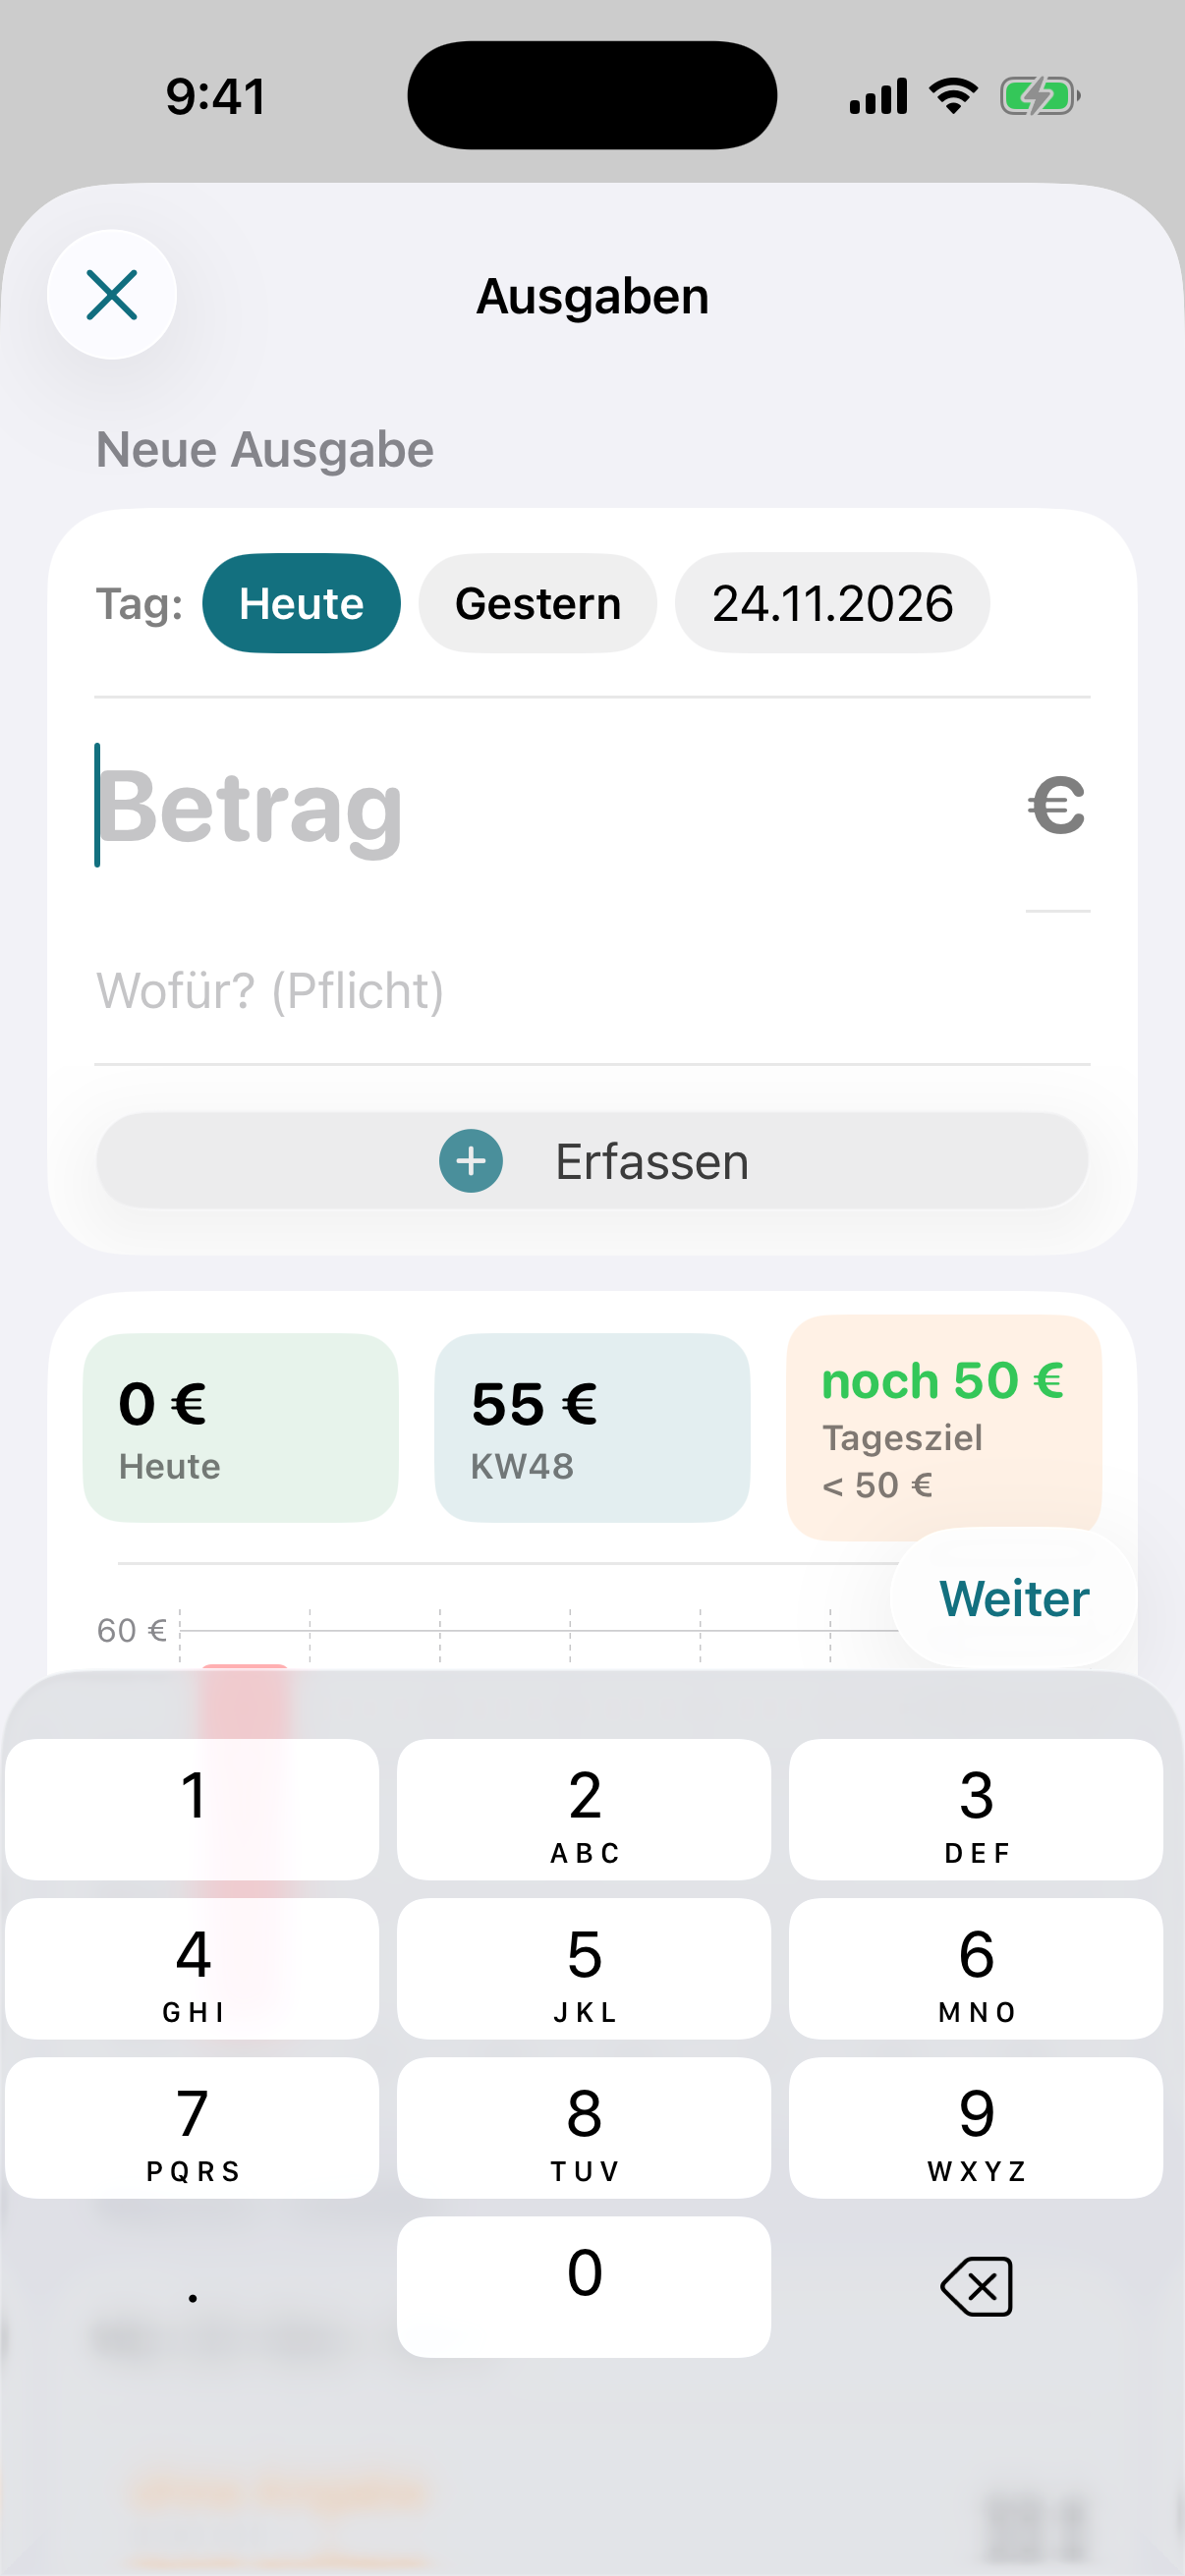 9:41
Ausgaben
Neue Ausgabe
Tag: Heute Gestern 24.11.2026
Betrag €
Wofür? (Pflicht)
Erfassen
0 €
Heute
55 €
KW48
noch 50 €
Tagesziel
< 50 €
Weiter
60 €
1 2 3
ABC DEF
4 5 6
GHI JKL MNO
7 8 9
PQRS TUV WXYZ
. 0